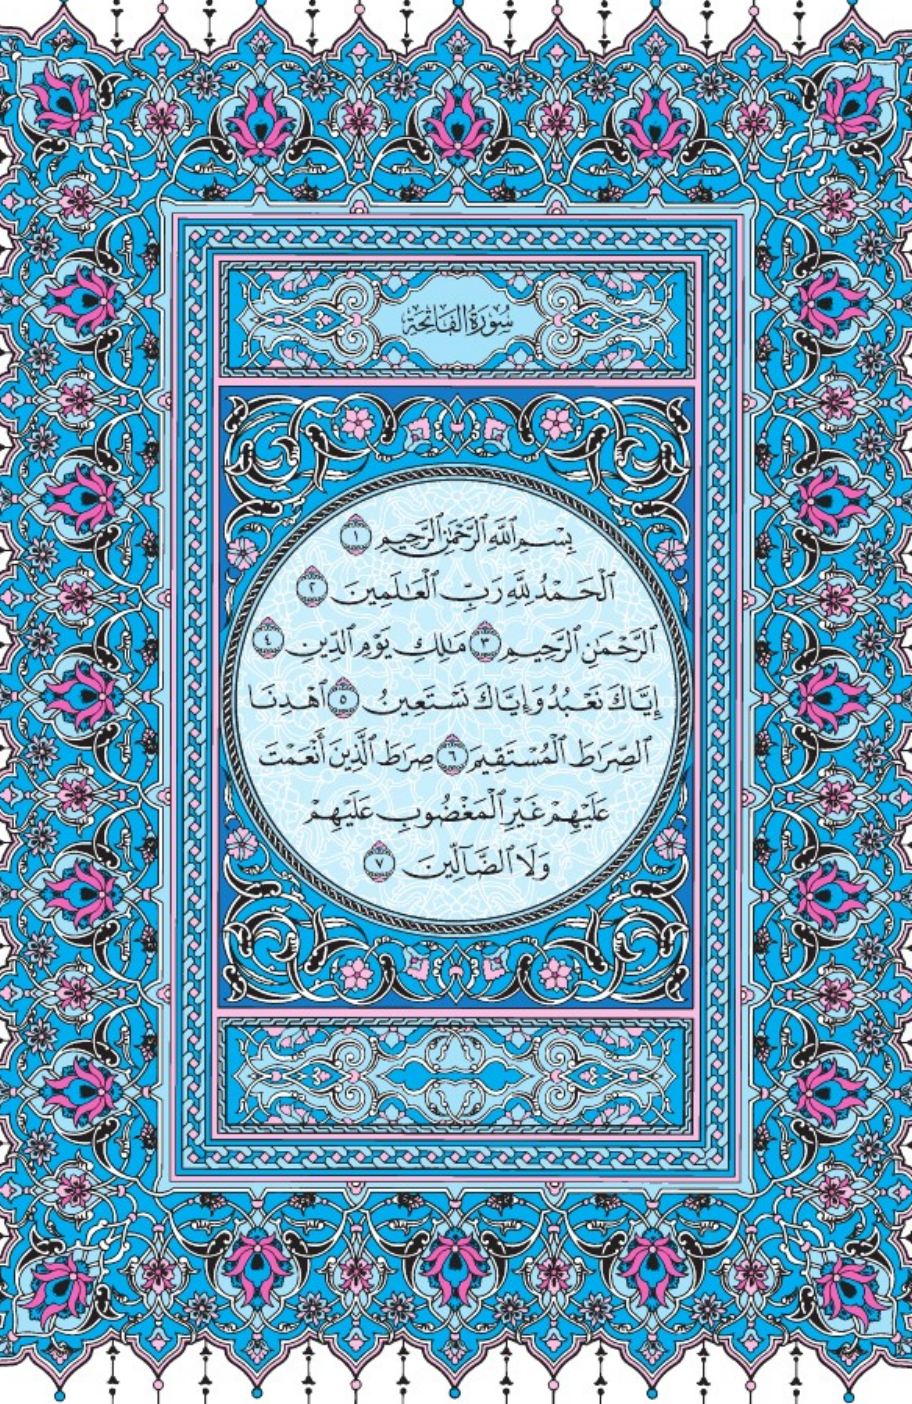 سُورَةُ الفَاتِحَةِ
بِسْمِ ٱللَّهِ ٱلرَّحْمَٰنِ ٱلرَّحِيمِ ١
ٱلْحَمْدُ لِلَّهِ رَبِّ ٱلْعَٰلَمِينَ ٢
ٱلرَّحْمَٰنِ ٱلرَّحِيمِ ٣ مَٰلِكِ يَوْمِ ٱلدِّينِ ٤
إِيَّاكَ نَعْبُدُ وَإِيَّاكَ نَسْتَعِينُ ٥ ٱهْدِنَا
ٱلصِّرَٰطَ ٱلْمُسْتَقِيمَ ٦ صِرَٰطَ ٱلَّذِينَ أَنْعَمْتَ
عَلَيْهِمْ غَيْرِ ٱلْمَغْضُوبِ عَلَيْهِمْ
وَلَا ٱلضَّآلِّينَ ٧